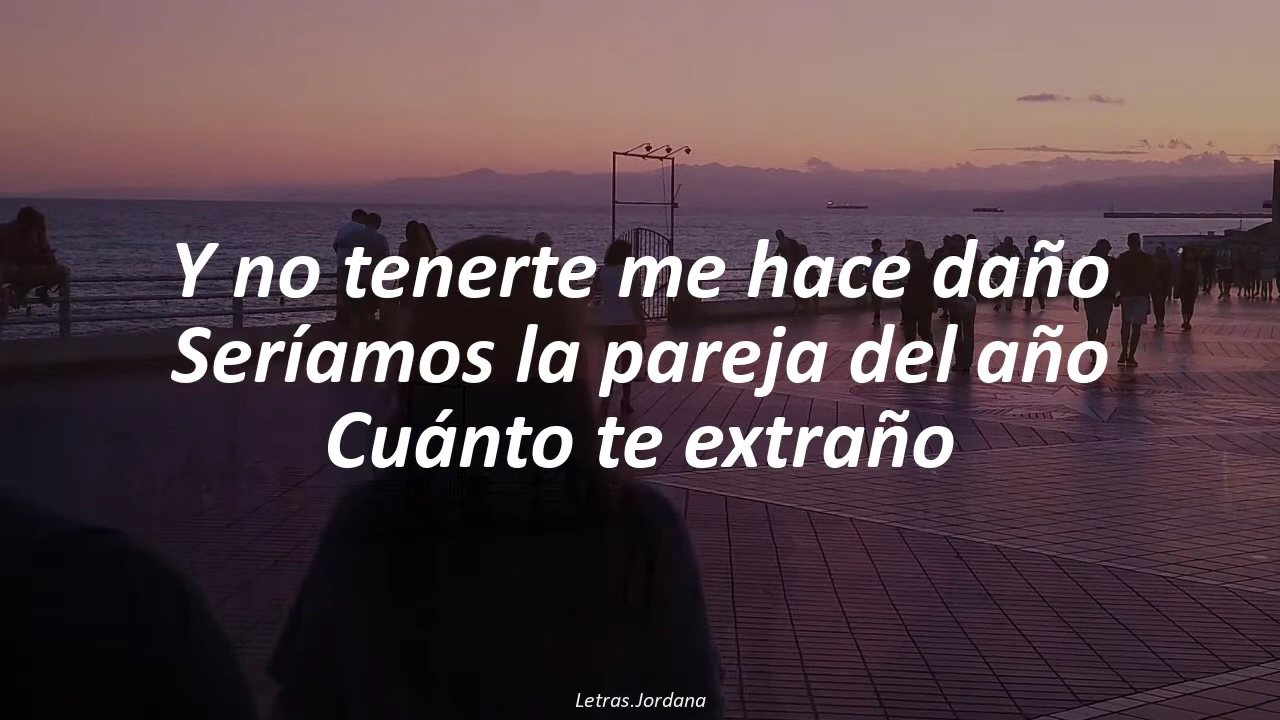 Y no tenerte me hace daño
Seríamos la pareja del año
Cuánto te extraño
Letras.Jordana